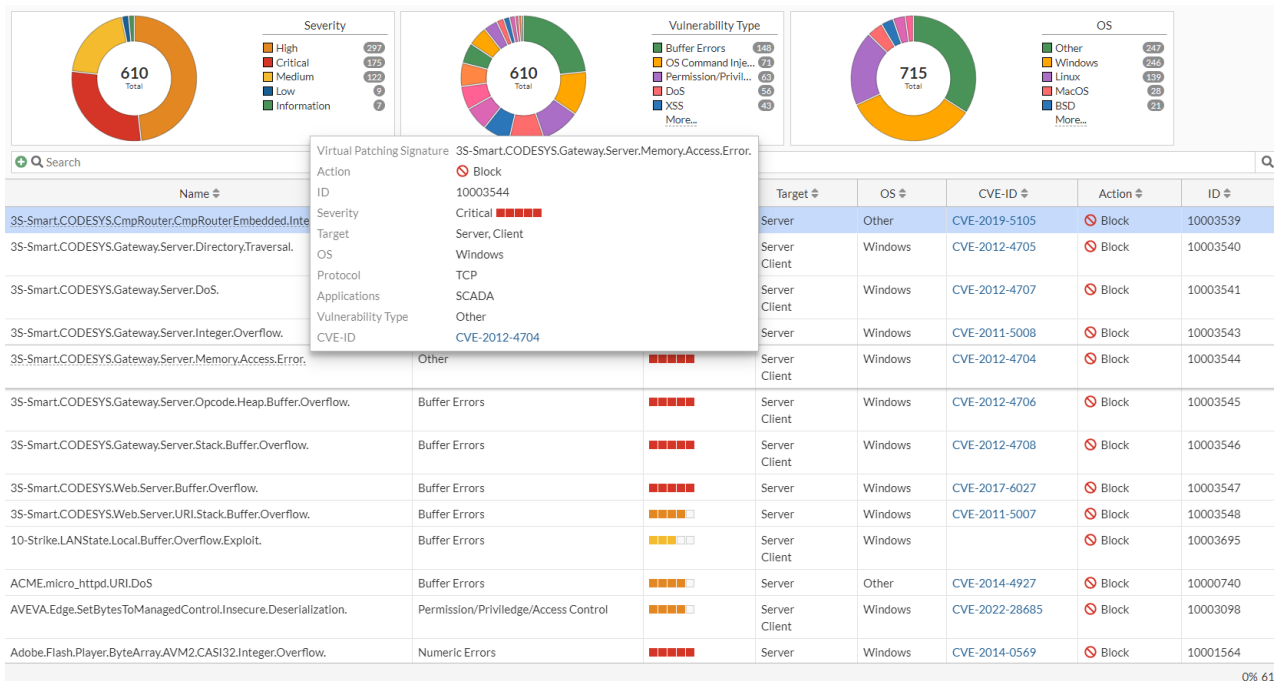 Severity
610
Total
High 297
Critical 175
Medium 122
Low 9
Information 7
Vulnerability Type
610
Total
Buffer Errors 148
OS Command Inje... 71
Permission/Privil... 63
DoS 56
XSS 43
More...
OS
715
Total
Other 247
Windows 246
Linux 139
MacOS 28
BSD 21
More...
Search
Virtual Patching Signature 3S-Smart.CODESYS.Gateway.Server.Memory.Access.Error.
Action Block
ID 10003544
Severity Critical
Target Server, Client
OS Windows
Protocol TCP
Applications SCADA
Vulnerability Type Other
CVE-ID CVE-2012-4704
Name Target OS CVE-ID Action ID
3S-Smart.CODESYS.CmpRouter.CmpRouterEmbedded.Inte Server Other CVE-2019-5105 Block 10003539
3S-Smart.CODESYS.Gateway.Server.Directory.Traversal. Server Windows CVE-2012-4705 Block 10003540
Client
3S-Smart.CODESYS.Gateway.Server.DoS. Server Windows CVE-2012-4707 Block 10003541
Client
3S-Smart.CODESYS.Gateway.Server.Integer.Overflow. Server Windows CVE-2011-5008 Block 10003543
3S-Smart.CODESYS.Gateway.Server.Memory.Access.Error. Other Server Windows CVE-2012-4704 Block 10003544
Client
3S-Smart.CODESYS.Gateway.Server.Opcode.Heap.Buffer.Overflow. Buffer Errors Server Windows CVE-2012-4706 Block 10003545
Client
3S-Smart.CODESYS.Gateway.Server.Stack.Buffer.Overflow. Buffer Errors Server Windows CVE-2012-4708 Block 10003546
Client
3S-Smart.CODESYS.Web.Server.Buffer.Overflow. Buffer Errors Server Windows CVE-2017-6027 Block 10003547
3S-Smart.CODESYS.Web.Server.URI.Stack.Buffer.Overflow. Buffer Errors Server Windows CVE-2011-5007 Block 10003548
10-Strike.LANState.Local.Buffer.Overflow.Exploit. Buffer Errors Server Windows Block 10003695
Client
ACME.micro_httpd.URI.DoS Buffer Errors Server Other CVE-2014-4927 Block 10000740
AVEVA.Edge.SetBytesToManagedControl.Insecure.Deserialization. Permission/Priviledge/Access Control Server Windows CVE-2022-28685 Block 10003098
Client
Adobe.Flash.Player.ByteArray.AVM2.CASI32.Integer.Overflow. Numeric Errors Server Windows CVE-2014-0569 Block 10001564
0% 61